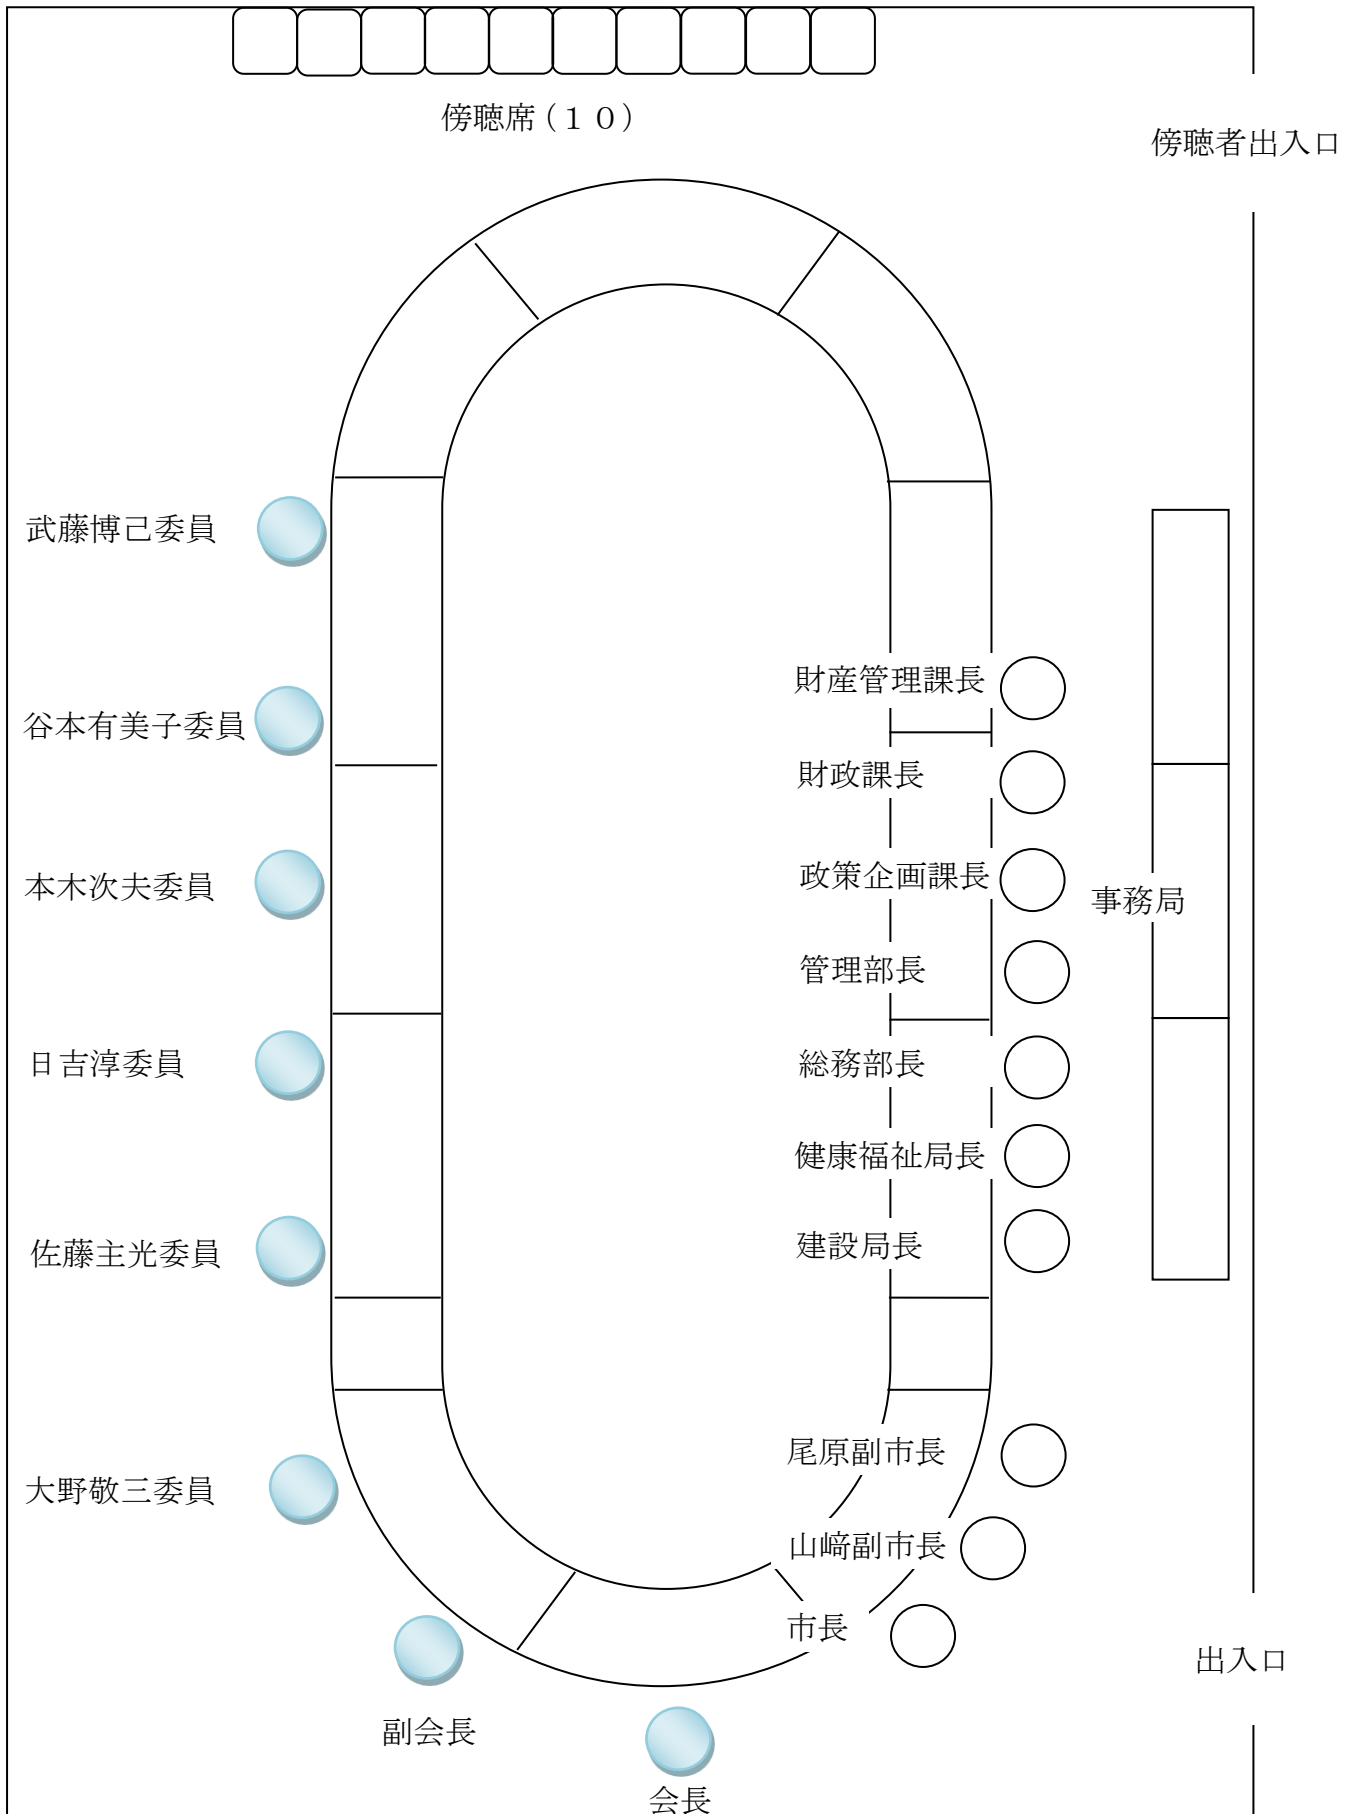 傍聴席（１０）
傍聴者出入口
武藤博己委員
財産管理課長
谷本有美子委員
財政課長
政策企画課長
本木次夫委員
事務局
管理部長
日吉淳委員
総務部長
健康福祉局長
建設局長
佐藤主光委員
尾原副市長
大野敬三委員
山﨑副市長
市長
出入口
副会長
会長